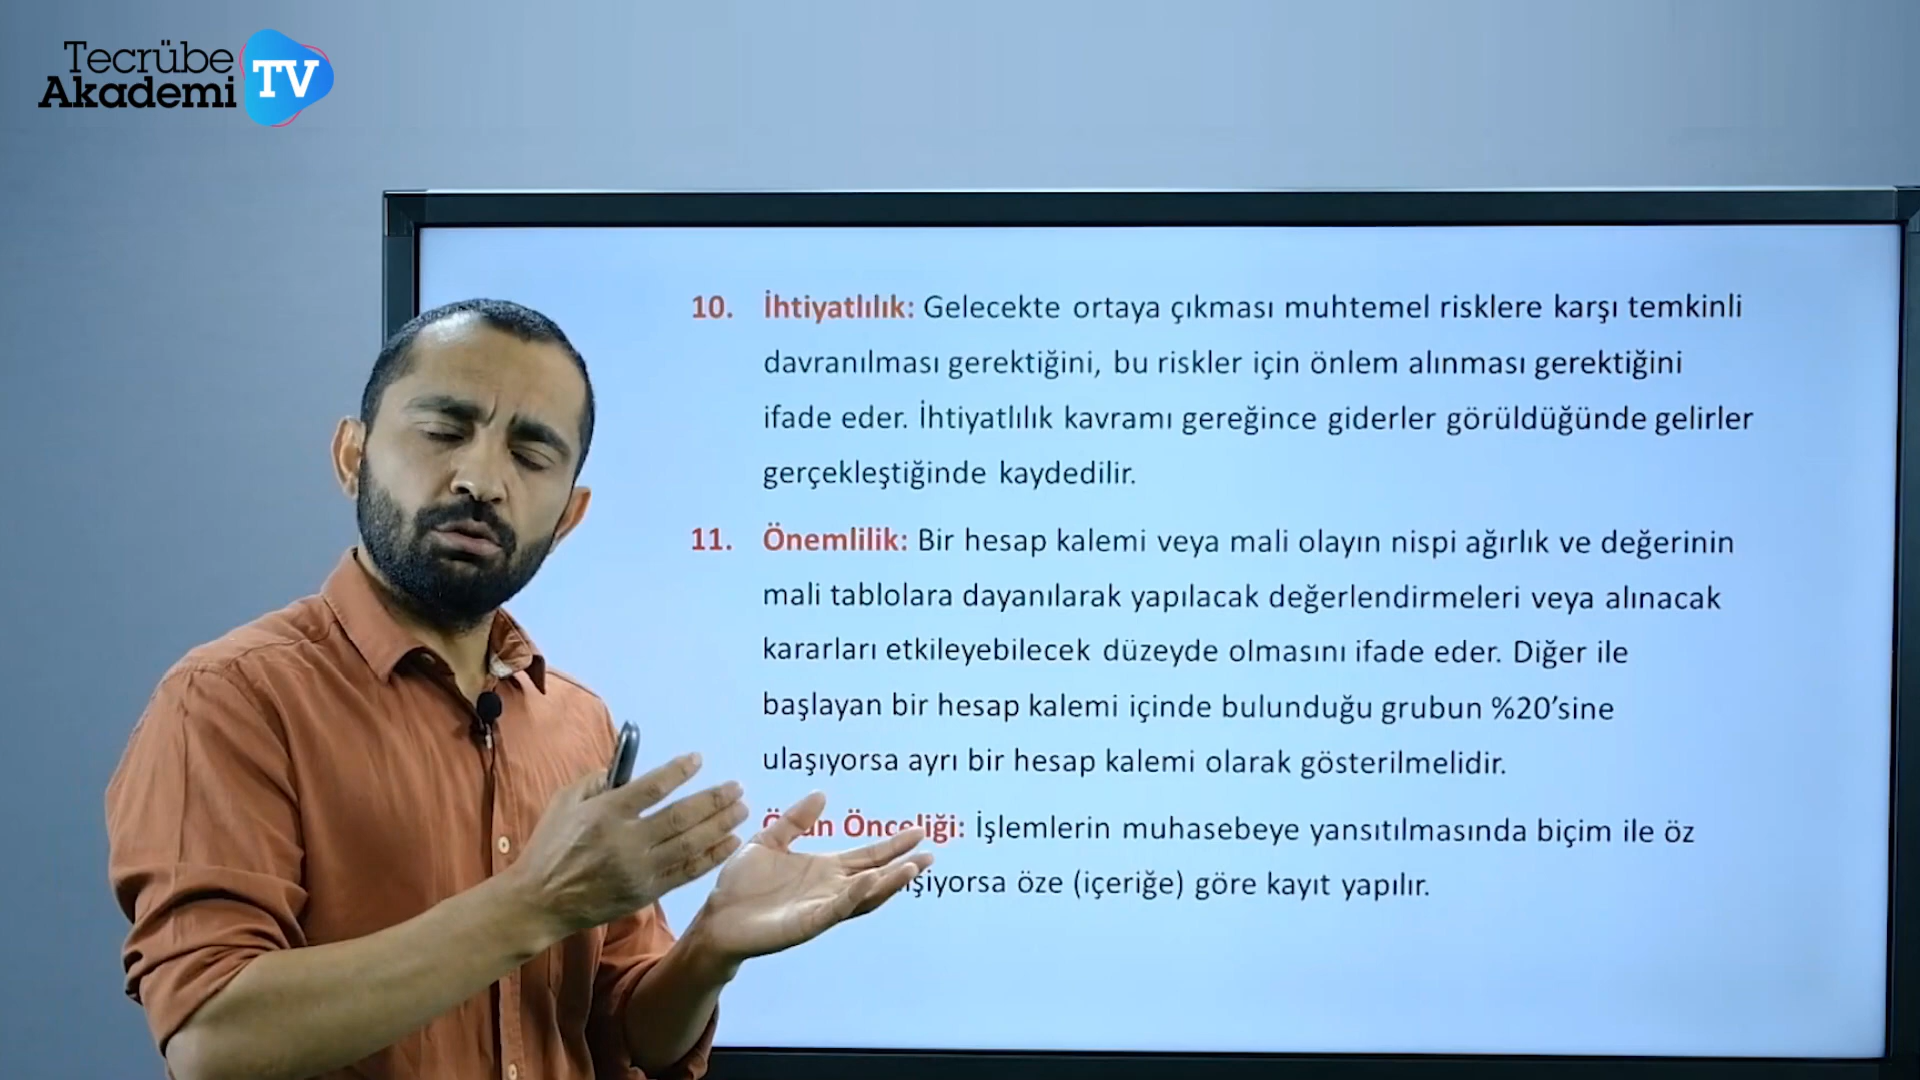 Tecrübe
Akademi
TV
10. İhtiyatlılık: Gelecekte ortaya çıkması muhtemel risklere karşı temkinli
davranılması gerektiğini, bu riskler için önlem alınması gerektiğini
ifade eder. İhtiyatlılık kavramı gereğince giderler görüldüğünde gelirler
gerçekleştiğinde kaydedilir.
11. Önemlilik: Bir hesap kalemi veya mali olayın nispi ağırlık ve değerinin
mali tablolara dayanılarak yapılacak değerlendirmeleri veya alınacak
kararları etkileyebilecek düzeyde olmasını ifade eder. Diğer ile
başlayan bir hesap kalemi içinde bulunduğu grubun %20’sine
ulaşıyorsa ayrı bir hesap kalemi olarak gösterilmelidir.
Önceliği: İşlemlerin muhasebeye yansıtılmasında biçim ile öz
öze (içeriğe) göre kayıt yapılır.